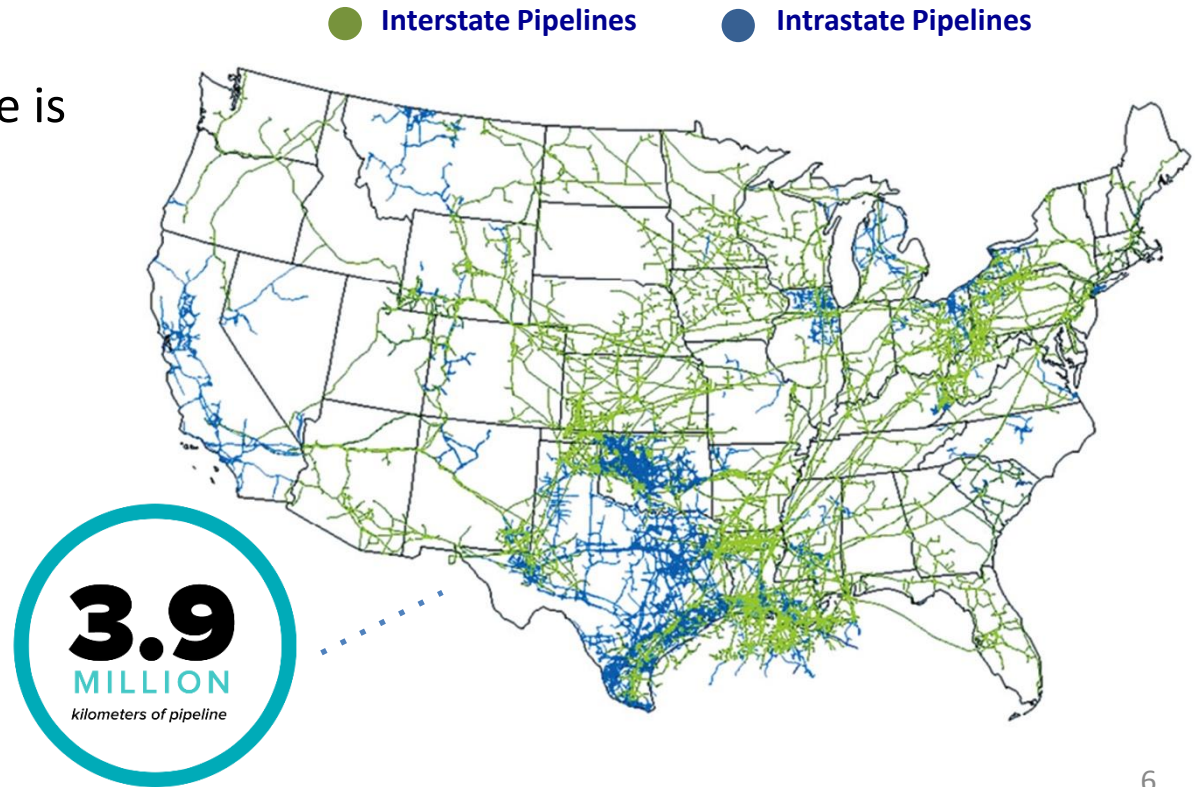 Interstate Pipelines
Intrastate Pipelines
e is
3.9
MILLION
kilometers of pipeline
6